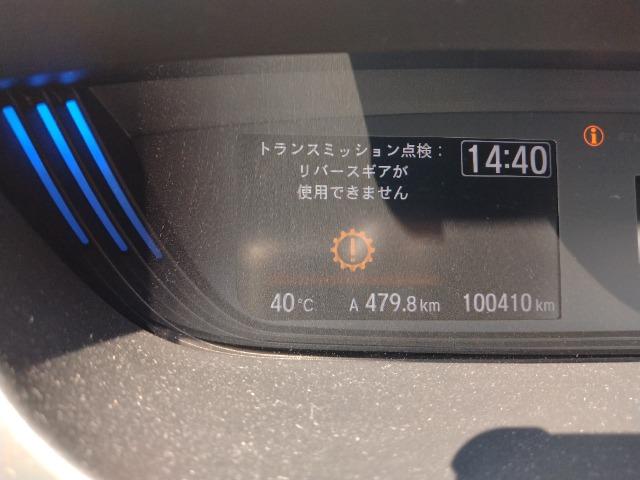 トランスミッション点検：
14:40
リバースギアが
使用できません
40°C A 479.8 km 100410 km